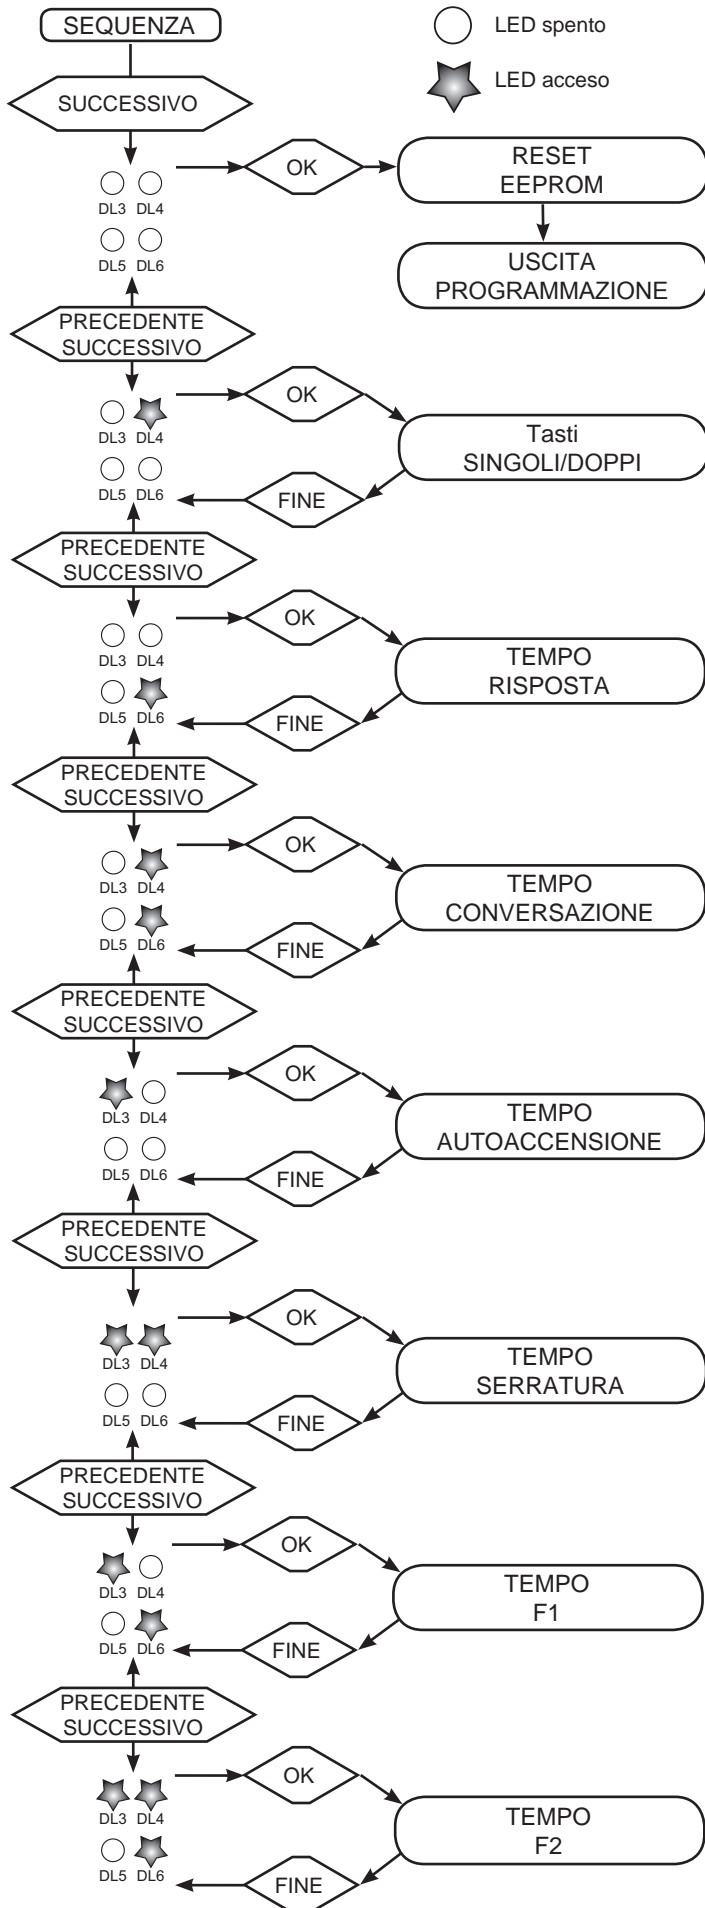 SEQUENZA
LED spento
LED acceso
SUCCESSIVO
OK
RESET
EEPROM
DL3 DL4
DL5 DL6
USCITA
PROGRAMMAZIONE
PRECEDENTE
SUCCESSIVO
OK
DL3 DL4
Tasti
SINGOLI/DOPPI
DL5 DL6
FINE
PRECEDENTE
SUCCESSIVO
OK
DL3 DL4
TEMPO
RISPOSTA
DL5 DL6
FINE
PRECEDENTE
SUCCESSIVO
OK
DL3 DL4
TEMPO
CONVERSAZIONE
DL5 DL6
FINE
PRECEDENTE
SUCCESSIVO
OK
DL3 DL4
TEMPO
AUTOACCENSIONE
DL5 DL6
FINE
PRECEDENTE
SUCCESSIVO
OK
DL3 DL4
TEMPO
SERRATURA
DL5 DL6
FINE
PRECEDENTE
SUCCESSIVO
OK
DL3 DL4
TEMPO
F1
DL5 DL6
FINE
PRECEDENTE
SUCCESSIVO
OK
DL3 DL4
TEMPO
F2
DL5 DL6
FINE